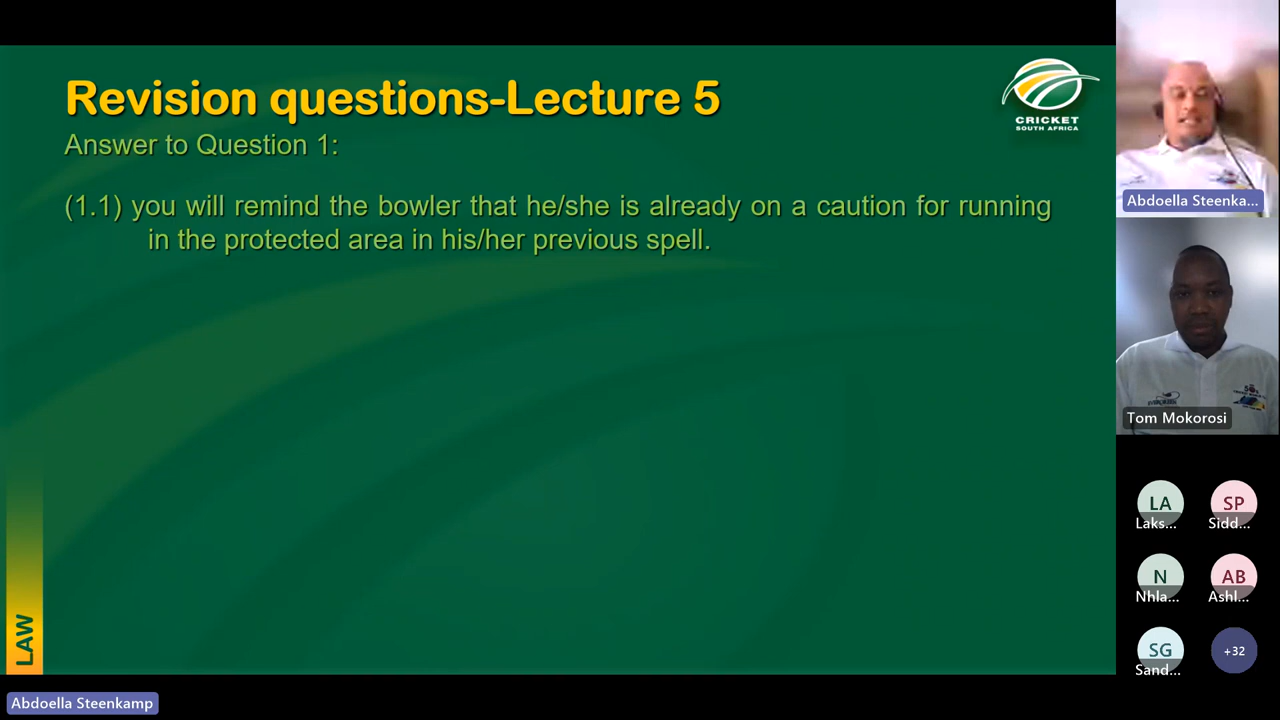 Revision questions-Lecture 5
Answer to Question 1:
(1.1) you will remind the bowler that he/she is already on a caution for running
in the protected area in his/her previous spell.
CRICKET
SOUTH AFRICA
LAW
Abdoella Steenkamp
Abdoella Steenka...
Tom Mokorosi
LA
Laks...
SP
Sidd...
N
Nhla...
AB
Ashl...
SG
Sand...
+32